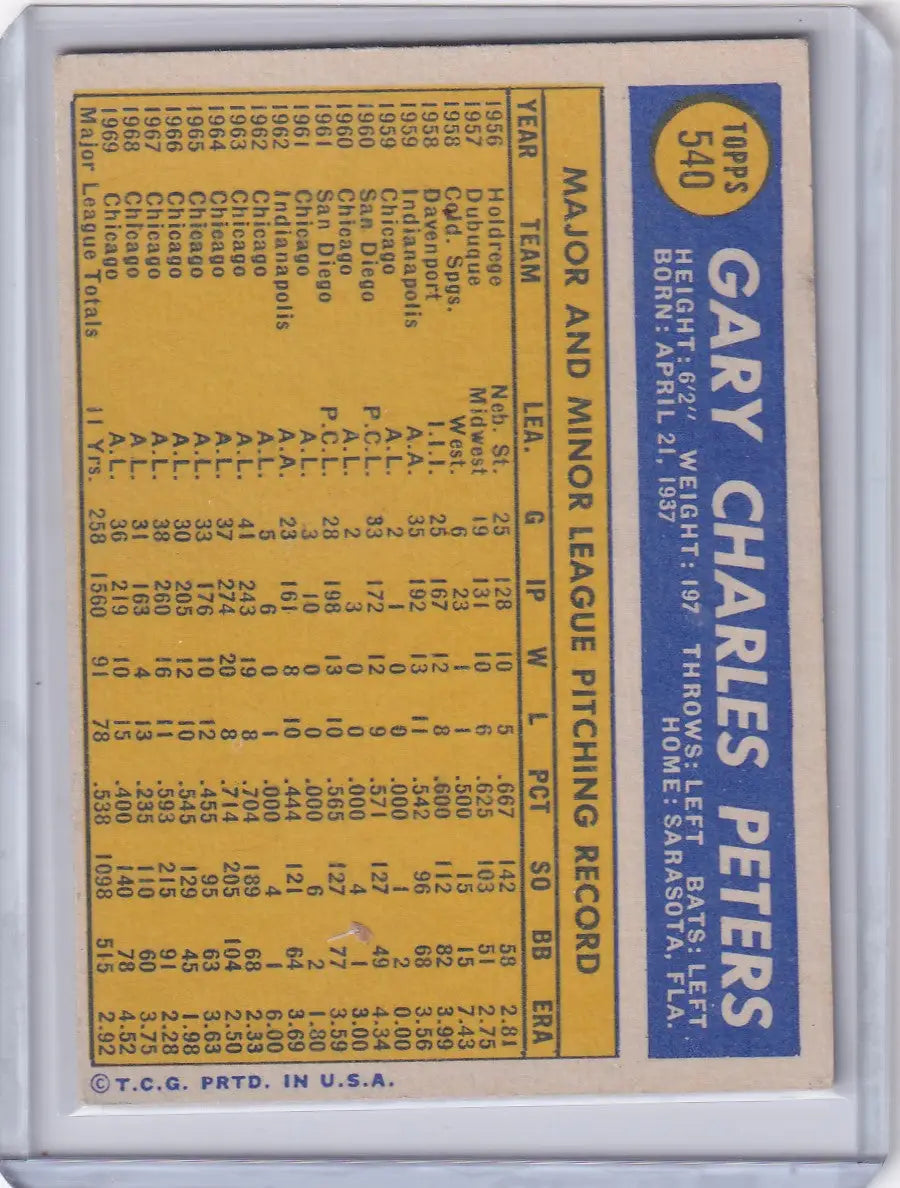 TOPPS
540
GARY CHARLES PETERS
HEIGHT: 6'2" WEIGHT: 197 THROWS: LEFT BATS: LEFT
BORN: APRIL 21, 1937 HOME: SARASOTA, FLA.
MAJOR AND MINOR LEAGUE PITCHING RECORD
YEAR TEAM LEA. G IP W L PCT SO BB ERA
1956 Holdrege Neb. St. 25 128 10 5 .667 142 58 2.81
1957 Dubuque Midwest 19 131 10 6 .625 103 51 2.75
1958 Cold. Spgs. West. 6 23 1 1 .500 15 15 7.43
1958 Davenport I.I.I. 25 167 12 8 .600 112 82 3.99
1959 Indianapolis A.A. 35 192 13 11 .542 96 68 3.56
1959 Chicago A.L. 2 1 0 0 .000 1 2 0.00
1960 San Diego P.C.L. 33 172 12 9 .571 127 49 4.34
1960 Chicago A.L. 2 3 0 0 .000 4 1 3.00
1961 San Diego P.C.L. 28 198 13 10 .565 127 77 3.59
1961 Chicago A.L. 3 10 0 0 .000 6 2 1.80
1962 Indianapolis A.A. 23 161 8 10 .444 121 64 3.69
1962 Chicago A.L. 5 6 0 1 .000 4 1 6.00
1963 Chicago A.L. 41 243 19 8 .704 189 68 2.33
1964 Chicago A.L. 37 274 20 8 .714 205 104 2.50
1965 Chicago A.L. 33 176 10 12 .455 95 63 3.63
1966 Chicago A.L. 30 205 12 10 .545 129 45 1.98
1967 Chicago A.L. 38 260 16 11 .593 215 91 2.28
1968 Chicago A.L. 31 163 4 13 .235 110 60 3.75
1969 Chicago A.L. 36 219 10 15 .400 140 78 4.52
Major League Totals 11 Yrs. 258 1560 91 78 .538 1098 515 2.92
© T.C.G. PRTD. IN U.S.A.